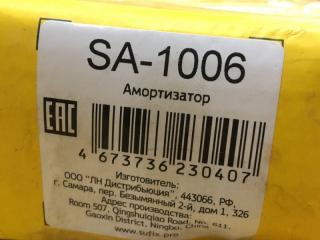 SA-1006
Амортизатор
EAC
4 673736 230407
Изготовитель:
ООО "ЛН Дистрибьюция", 443066, РФ,
г. Самара, пер. Безымянный 2-й, дом 1, 326
Адрес производства:
Room 507, Qingshuiqiao Road, No. 611,
Gaoxin District, Ningbo, China
www.sufix.pro